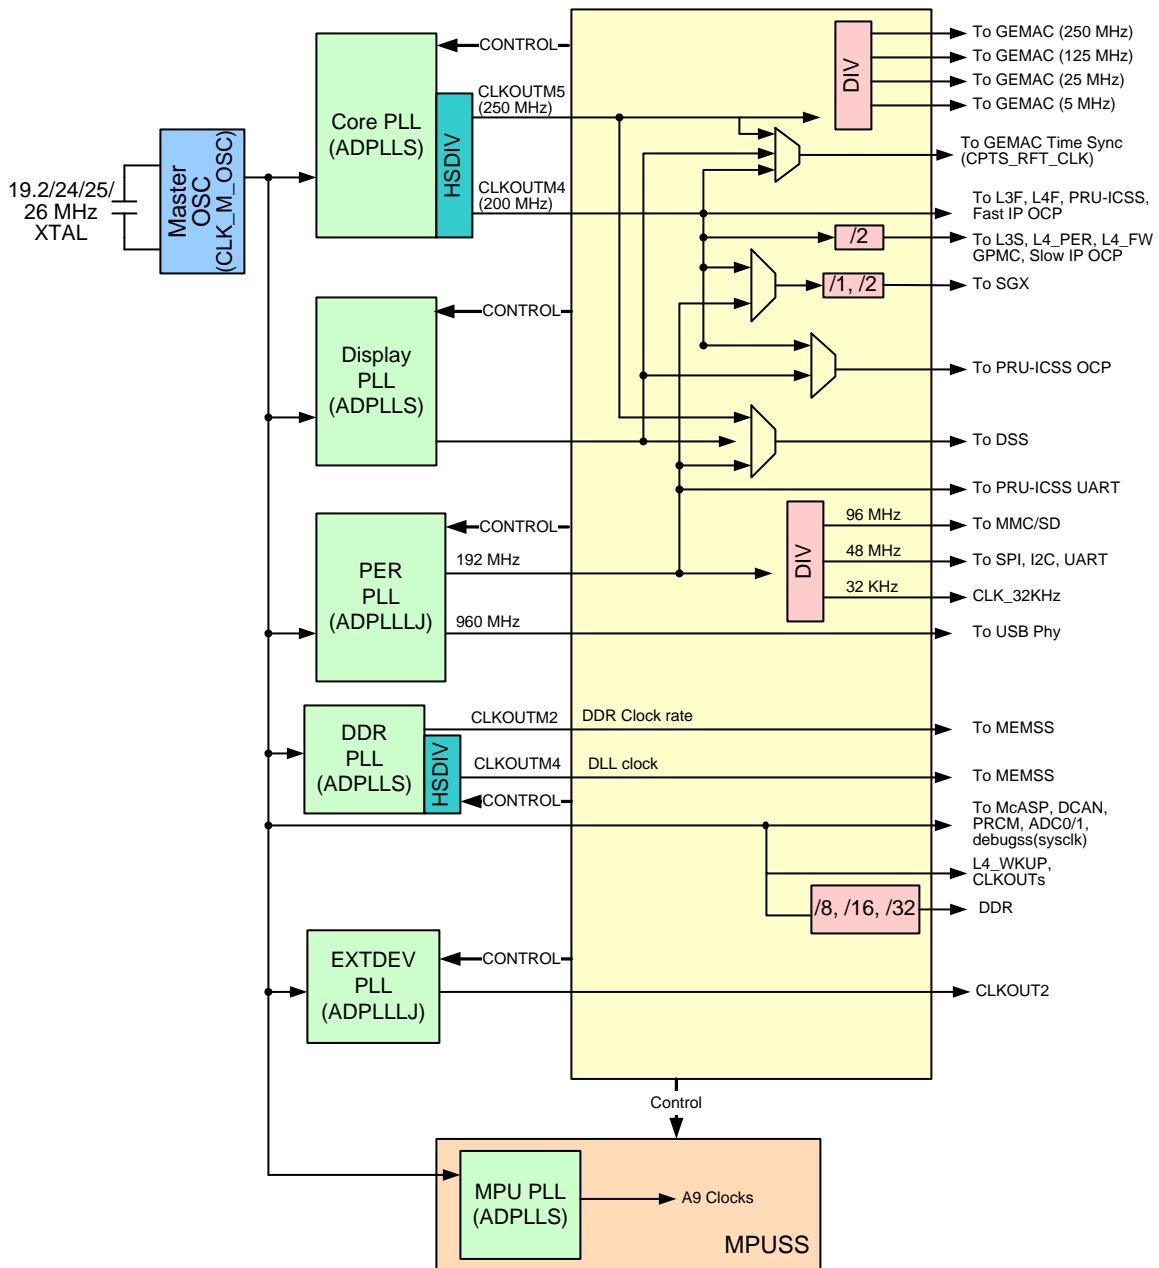 19.2/24/25/
26 MHz
XTAL
Master
OSC
(CLK_M_OSC)
Core PLL
(ADPLLS)
HSDIV
CONTROL
CLKOUTM5
(250 MHz)
CLKOUTM4
(200 MHz)
DIV
To GEMAC (250 MHz)
To GEMAC (125 MHz)
To GEMAC (25 MHz)
To GEMAC (5 MHz)
To GEMAC Time Sync
(CPTS_RFT_CLK)
To L3F, L4F, PRU-ICSS,
Fast IP OCP
/2
To L3S, L4_PER, L4_FW
GPMC, Slow IP OCP
/1, /2
To SGX
Display
PLL
(ADPLLS)
CONTROL
To PRU-ICSS OCP
To DSS
To PRU-ICSS UART
PER
PLL
(ADPLLLJ)
CONTROL
192 MHz
960 MHz
DIV
96 MHz
48 MHz
32 KHz
To MMC/SD
To SPI, I2C, UART
CLK_32KHz
To USB Phy
DDR
PLL
(ADPLLS)
HSDIV
CLKOUTM2
DDR Clock rate
To MEMSS
CLKOUTM4
DLL clock
To MEMSS
CONTROL
To McASP, DCAN,
PRCM, ADC0/1,
debugss(sysclk)
L4_WKUP,
CLKOUTs
/8, /16, /32
DDR
EXTDEV
PLL
(ADPLLLJ)
CONTROL
CLKOUT2
Control
MPU PLL
(ADPLLS)
A9 Clocks
MPUSS